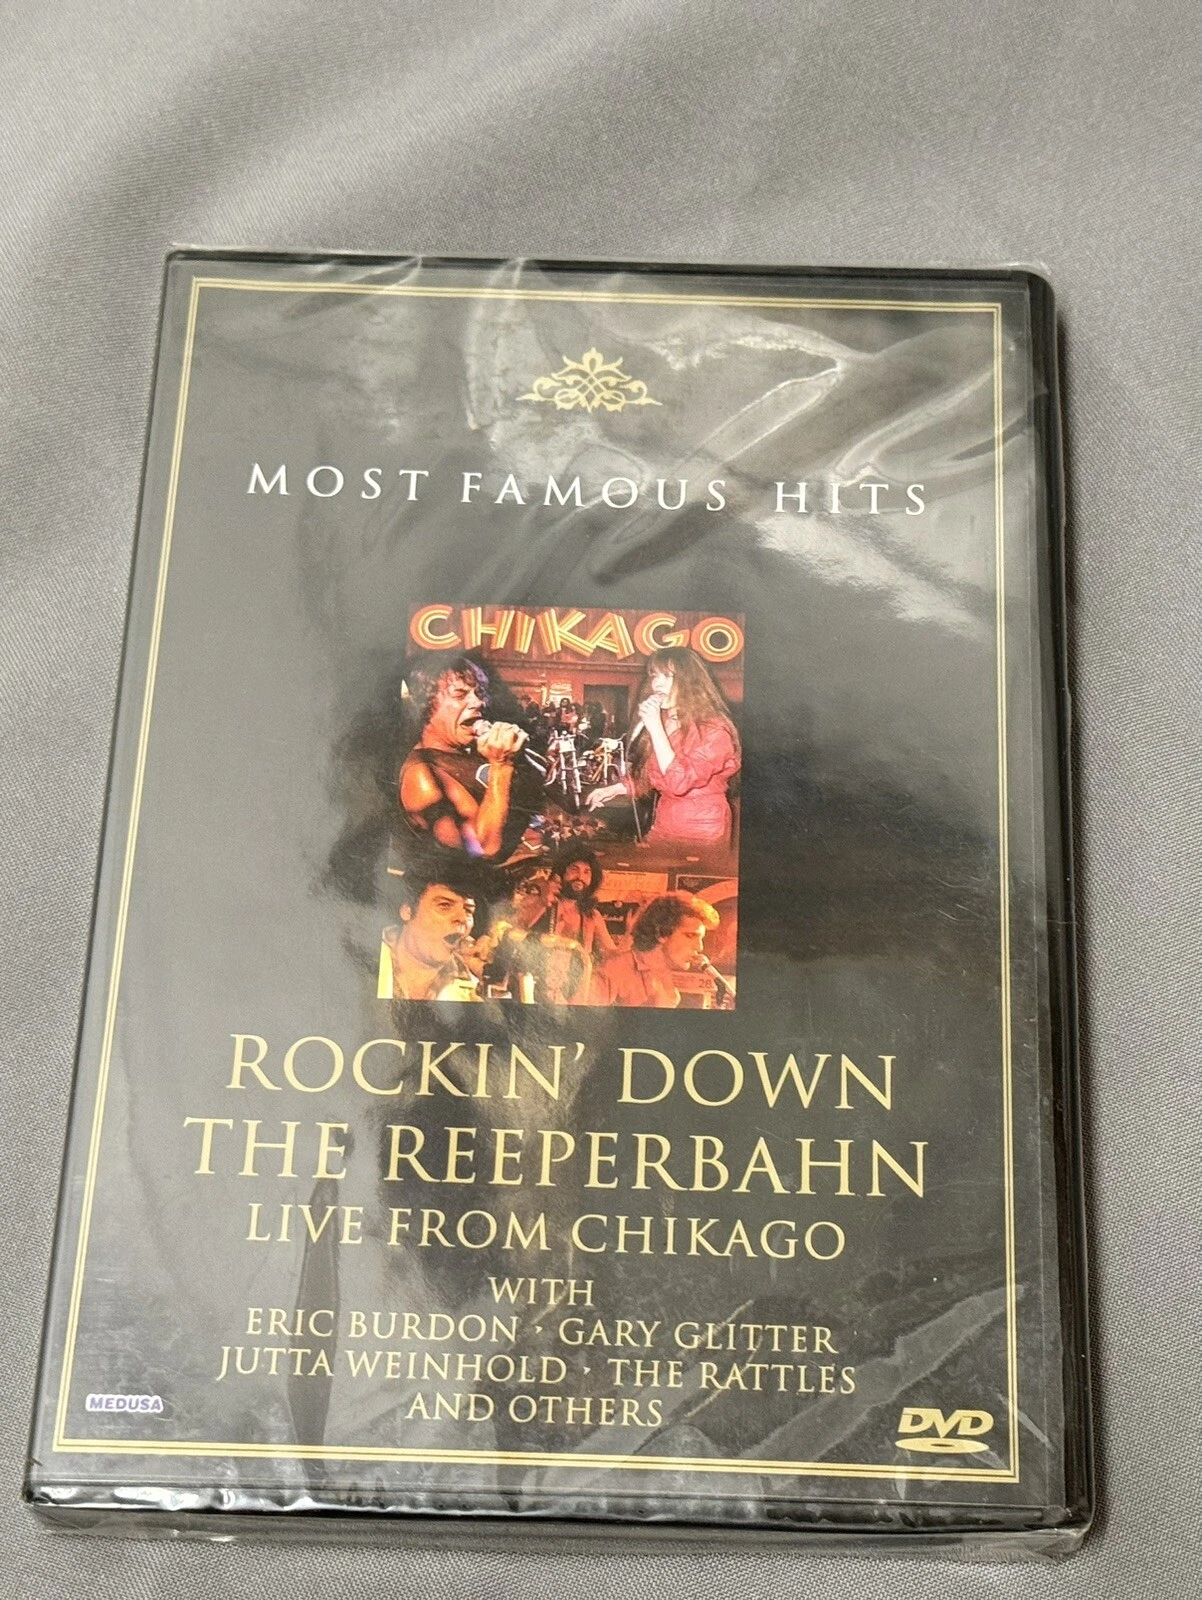 MOST FAMOUS HITS
CHIKAGO
ROCKIN' DOWN
THE REEPERBAHN
LIVE FROM CHIKAGO
WITH
ERIC BURDON · GARY GLITTER
JUTTA WEINHOLD · THE RATTLES
AND OTHERS
MEDUSA
DVD